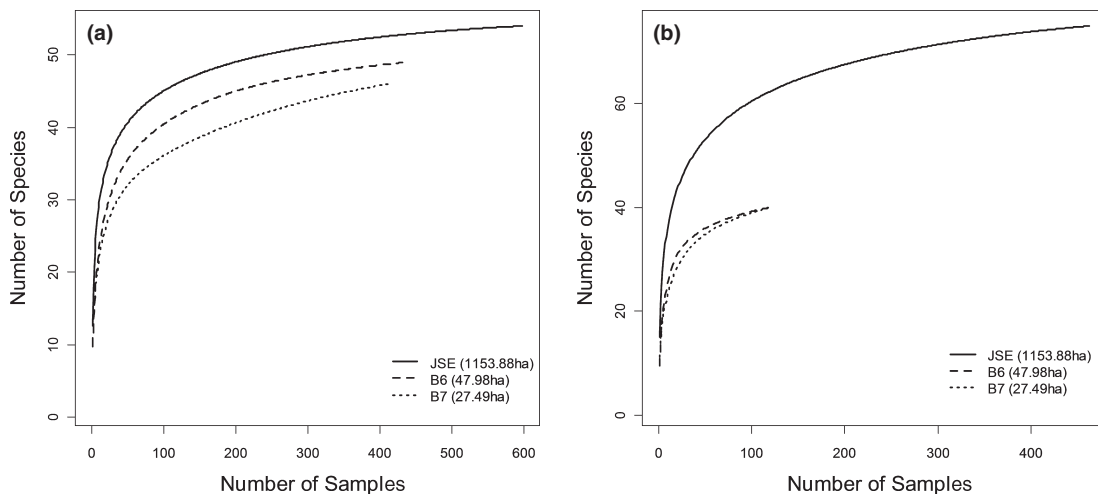 (a)
Number of Species
50
40
30
20
10
0
JSE (1153.88ha)
B6 (47.98ha)
B7 (27.49ha)
0 100 200 300 400 500 600
Number of Samples
(b)
Number of Species
60
40
20
0
JSE (1153.88ha)
B6 (47.98ha)
B7 (27.49ha)
0 100 200 300 400
Number of Samples